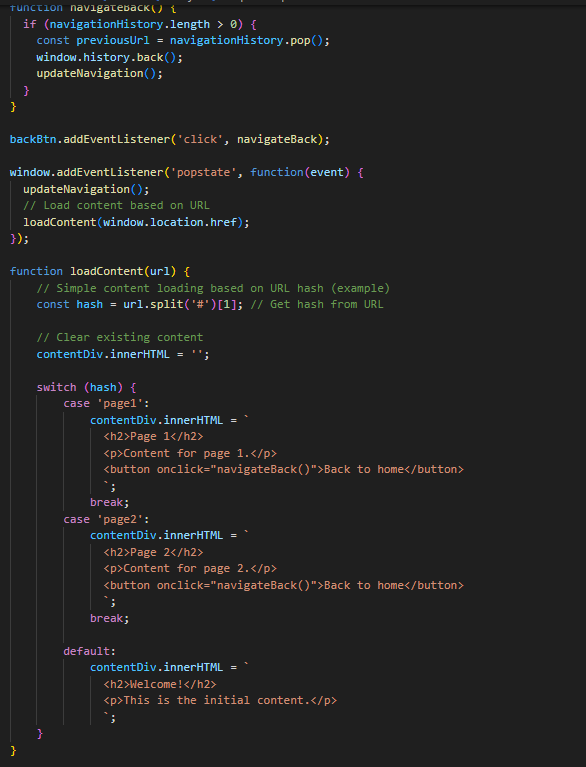 function navigateBack() {
  if (navigationHistory.length > 0) {
    const previousUrl = navigationHistory.pop();
    window.history.back();
    updateNavigation();
  }
}

backBtn.addEventListener('click', navigateBack);

window.addEventListener('popstate', function(event) {
  updateNavigation();
  // Load content based on URL
  loadContent(window.location.href);
});

function loadContent(url) {
    // Simple content loading based on URL hash (example)
    const hash = url.split('#')[1]; // Get hash from URL

    // Clear existing content
    contentDiv.innerHTML = '';

    switch (hash) {
        case 'page1':
            contentDiv.innerHTML = `
              <h2>Page 1</h2>
              <p>Content for page 1.</p>
              <button onclick="navigateBack()">Back to home</button>
              `;
            break;
        case 'page2':
            contentDiv.innerHTML = `
              <h2>Page 2</h2>
              <p>Content for page 2.</p>
              <button onclick="navigateBack()">Back to home</button>
              `;
            break;

        default:
            contentDiv.innerHTML = `
              <h2>Welcome!</h2>
              <p>This is the initial content.</p>
              `;
    }
}